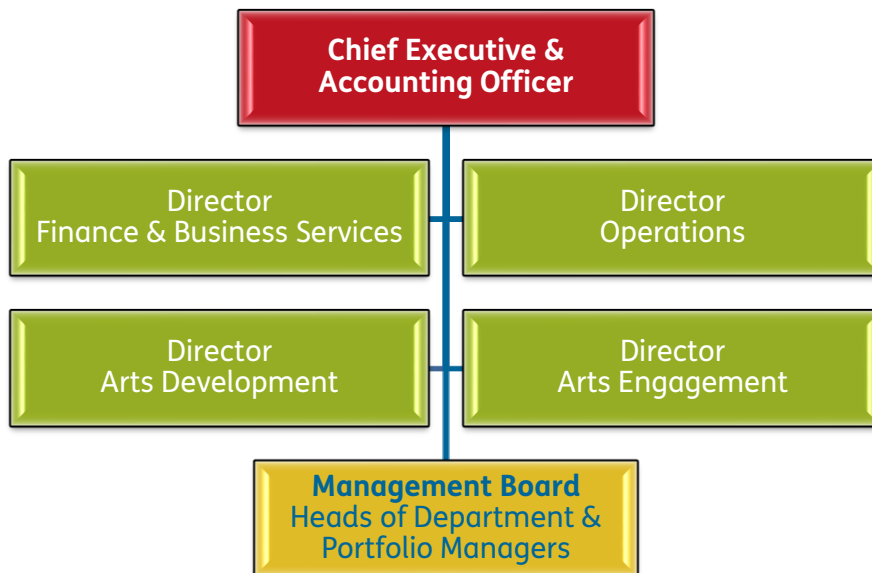 Chief Executive &
Accounting Officer
Director
Finance & Business Services
Director
Operations
Director
Arts Development
Director
Arts Engagement
Management Board
Heads of Department &
Portfolio Managers